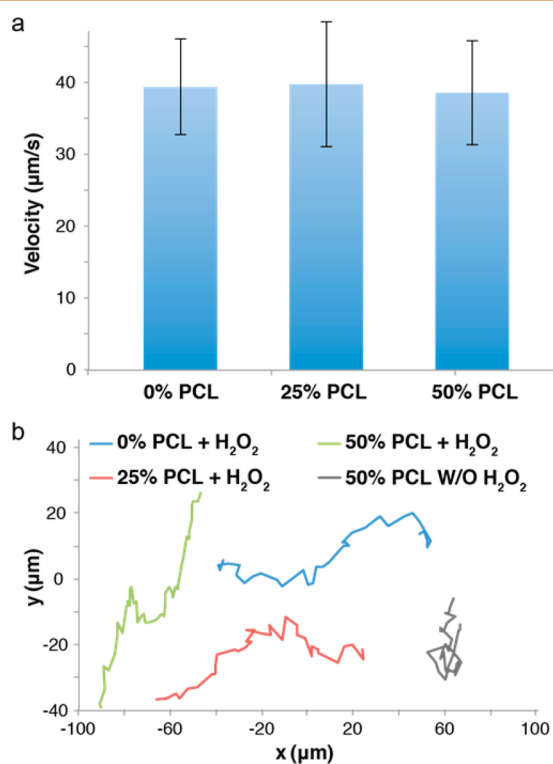 a
Velocity (µm/s)
40
30
20
10
0
0% PCL 25% PCL 50% PCL
b
0% PCL + H₂O₂ 50% PCL + H₂O₂
25% PCL + H₂O₂ 50% PCL W/O H₂O₂
y (µm)
40
20
0
-20
-40
-100 -60 -20 20 60 100
x (µm)